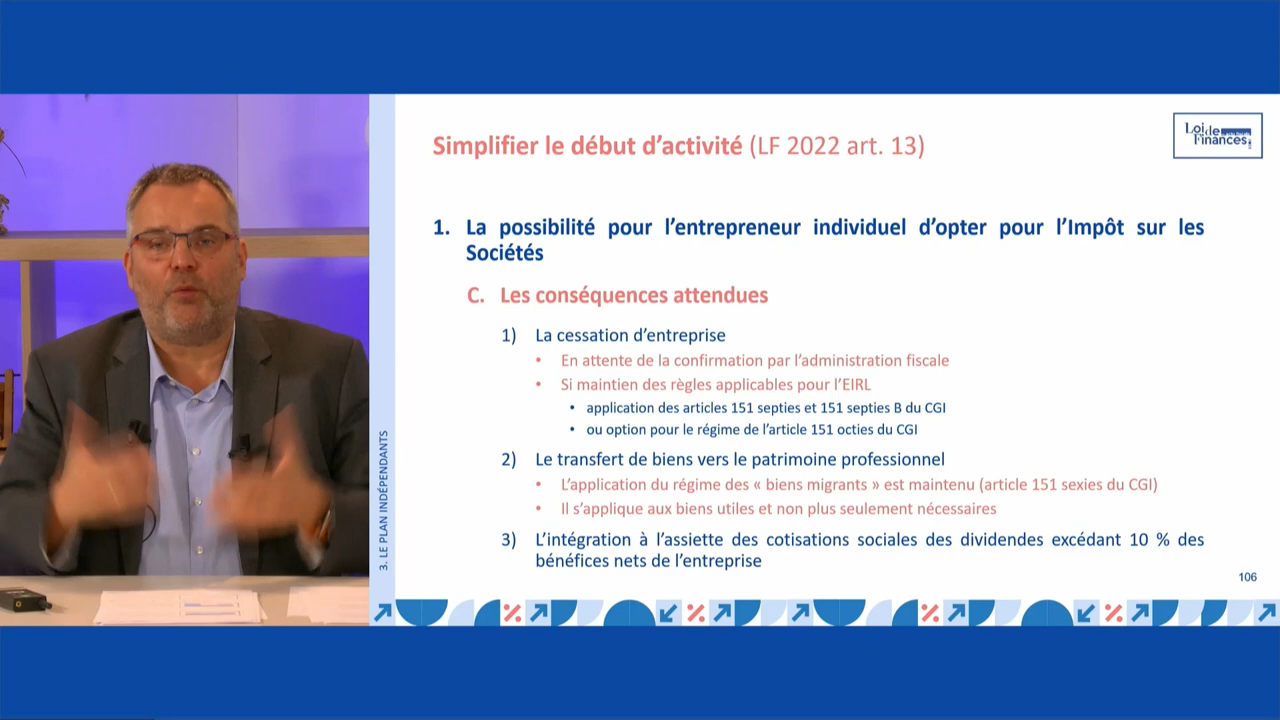 Simplifier le début d'activité (LF 2022 art. 13)
Loi de
Finances
1. La possibilité pour l'entrepreneur individuel d'opter pour l'Impôt sur les
Sociétés
C. Les conséquences attendues
1) La cessation d'entreprise
• En attente de la confirmation par l'administration fiscale
• Si maintien des règles applicables pour l'EIRL
• application des articles 151 septies et 151 septies B du CGI
• ou option pour le régime de l'article 151 octies du CGI
2) Le transfert de biens vers le patrimoine professionnel
• L'application du régime des « biens migrants » est maintenu (article 151 sexies du CGI)
• Il s'applique aux biens utiles et non plus seulement nécessaires
3) L'intégration à l'assiette des cotisations sociales des dividendes excédant 10 % des
bénéfices nets de l'entreprise
3. LE PLAN INDÉPENDANTS
106